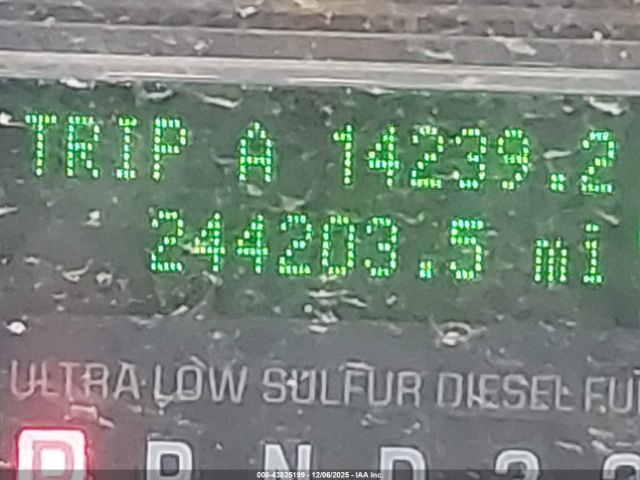 TRIP A 14239.2
244203.5 mi
ULTRA LOW SULFUR DIESEL FU
P R N D 3 2
000-43825199 - 12/06/2025 - IAA Inc.